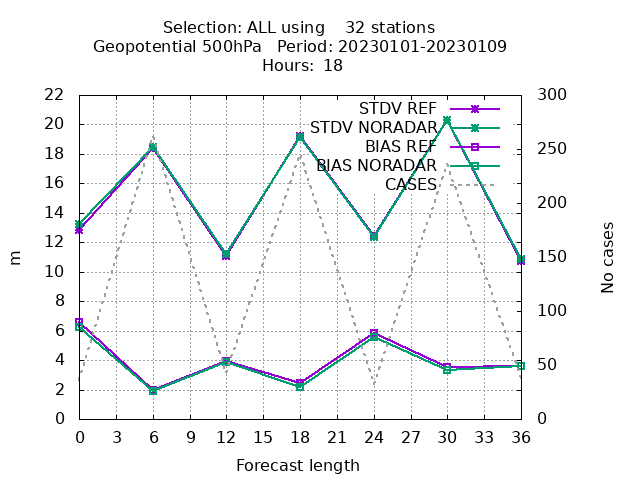 Selection: ALL using    32 stations
Geopotential 500hPa   Period: 20230101-20230109
Hours: 18
22 300
STDV REF
20
STDV NORADAR
18 250
BIAS REF
BIAS NORADAR
16
CASES
14 200
12
m
10 150
No cases
8
6 100
4
50
2
0 0
0 3 6 9 12 15 18 21 24 27 30 33 36
Forecast length